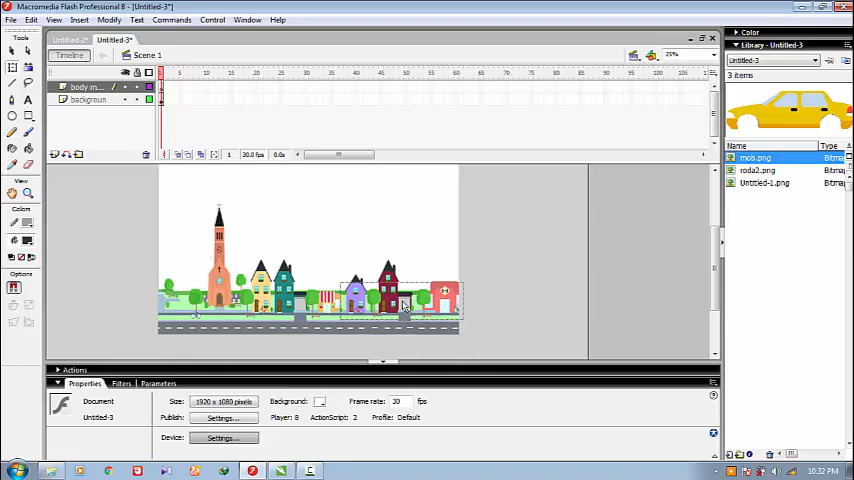 Macromedia Flash Professional 8 - [Untitled-3*]
File Edit View Insert Modify Text Commands Control Window Help
Tools
Untitled-2* Untitled-3*
Timeline Scene 1 25%
5 10 15 20 25 30 35 40 45 50 55 60 65 70 75 80 85 90 95 100 105
body m...
backgroun
1 30.0 fps 0.0s
View
Colors
Options
Color
Library - Untitled-3
Untitled-3
3 items
Name Type
mob.png Bitma
roda2.png Bitma
Untitled-1.png Bitma
Actions
Properties Filters Parameters
Document Size: 1920 x 1080 pixels Background: Frame rate: 30 fps
Untitled-3 Publish: Settings... Player: 8 ActionScript: 2 Profile: Default
Device: Settings...
10:32 PM